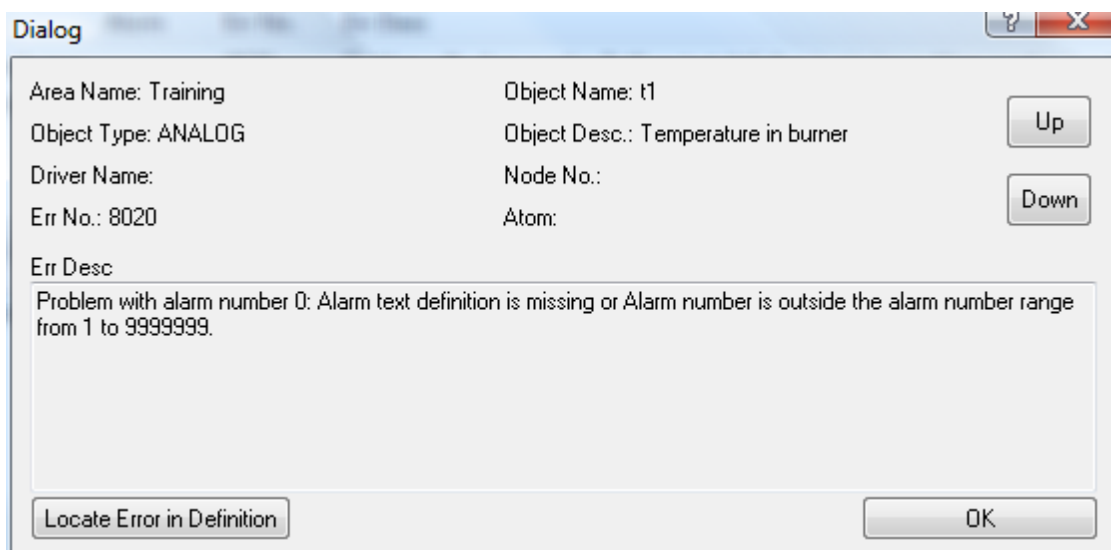 Dialog
Area Name: Training
Object Name: t1
Object Type: ANALOG
Object Desc.: Temperature in burner
Driver Name:
Node No.:
Err No.: 8020
Atom:
Up
Down
Err Desc
Problem with alarm number 0: Alarm text definition is missing or Alarm number is outside the alarm number range
from 1 to 9999999.
Locate Error in Definition
OK